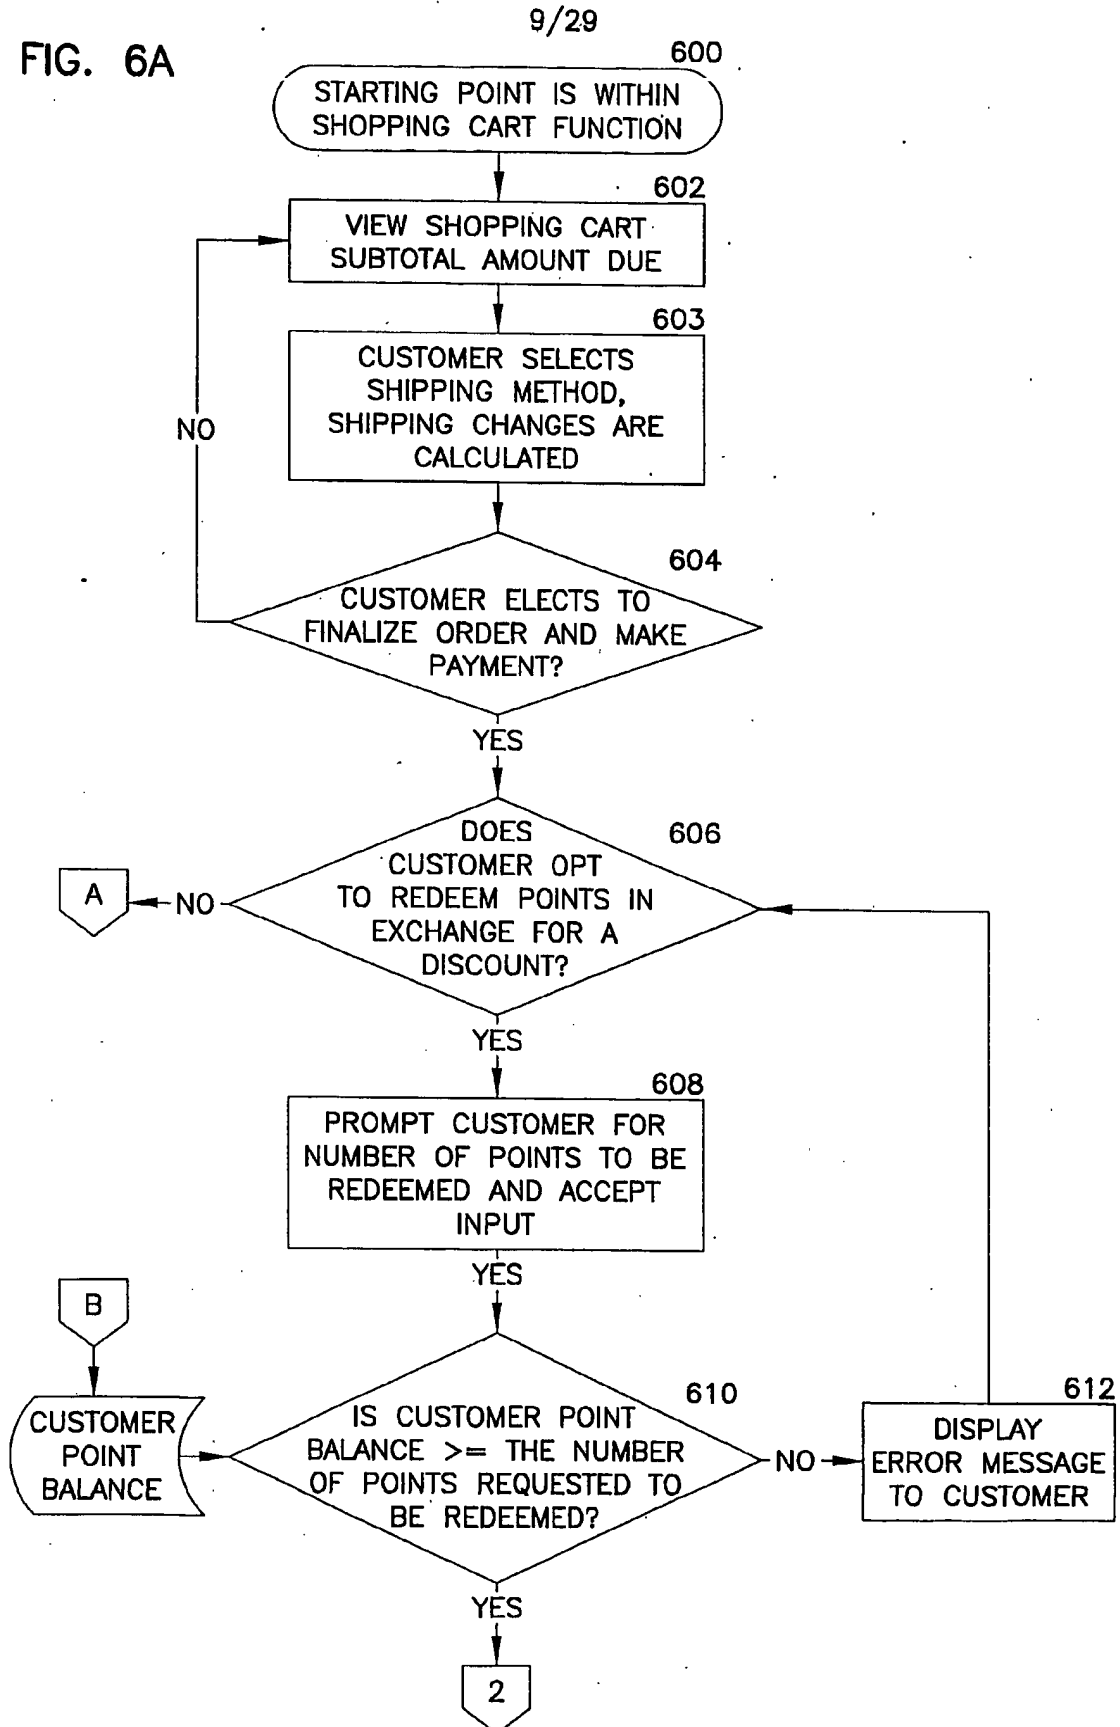 9/29
FIG. 6A
600
STARTING POINT IS WITHIN
SHOPPING CART FUNCTION
602
VIEW SHOPPING CART
SUBTOTAL AMOUNT DUE
603
CUSTOMER SELECTS
SHIPPING METHOD,
SHIPPING CHANGES ARE
CALCULATED
NO
604
CUSTOMER ELECTS TO
FINALIZE ORDER AND MAKE
PAYMENT?
YES
606
DOES
CUSTOMER OPT
TO REDEEM POINTS IN
EXCHANGE FOR A
DISCOUNT?
NO
A
YES
608
PROMPT CUSTOMER FOR
NUMBER OF POINTS TO BE
REDEEMED AND ACCEPT
INPUT
YES
B
CUSTOMER
POINT
BALANCE
610
IS CUSTOMER POINT
BALANCE >= THE NUMBER
OF POINTS REQUESTED TO
BE REDEEMED?
NO
612
DISPLAY
ERROR MESSAGE
TO CUSTOMER
YES
2